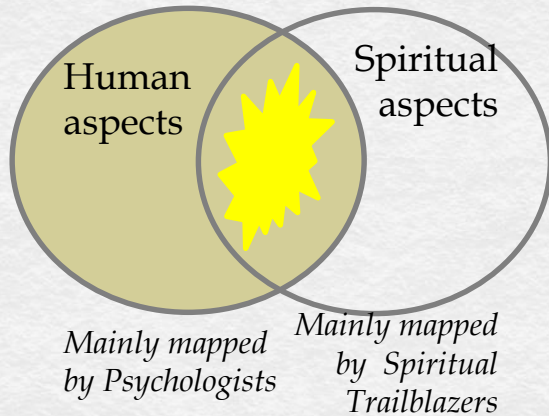 Human
aspects
Spiritual
aspects
Mainly mapped
by Psychologists
Mainly mapped
by Spiritual
Trailblazers